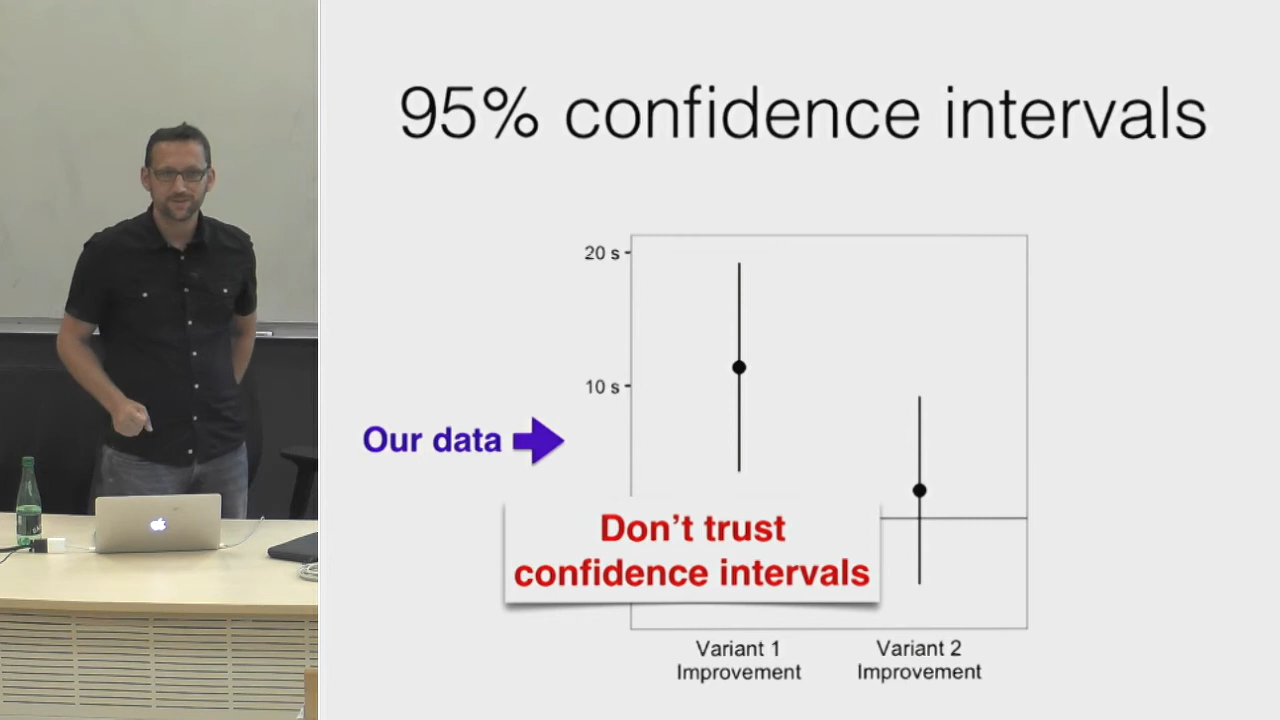 95% confidence intervals
20 s
10 s
Our data
Don't trust
confidence intervals
Variant 1
Improvement
Variant 2
Improvement